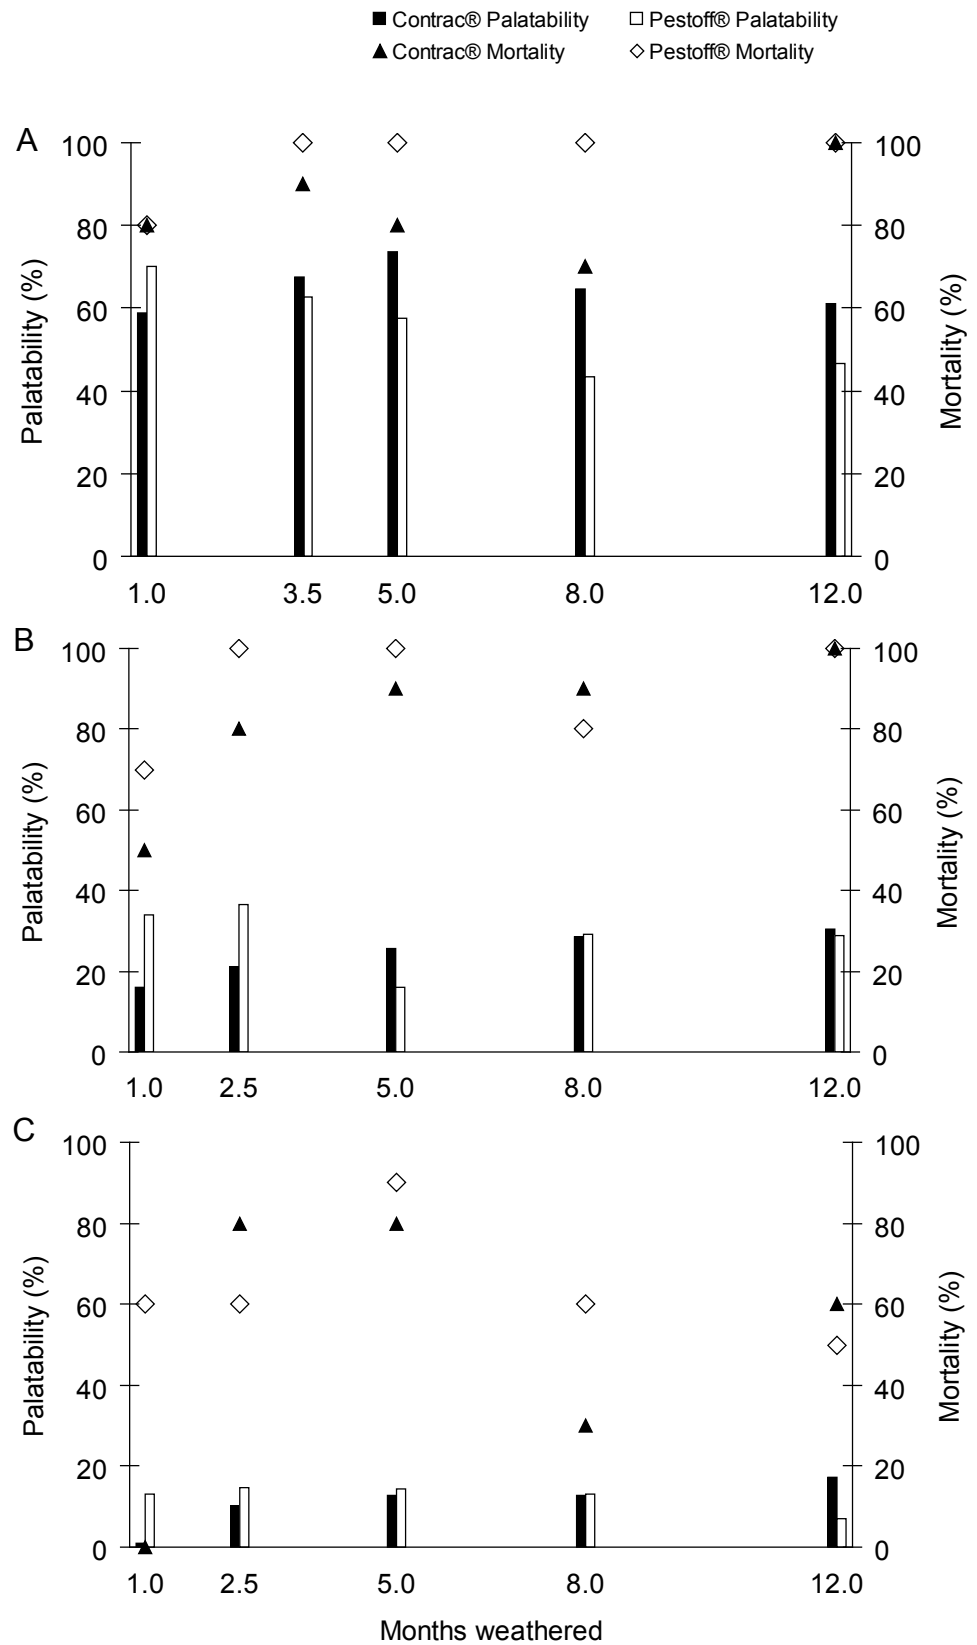 Contrac® Palatability Pestoff® Palatability
Contrac® Mortality Pestoff® Mortality
A
100 100
80 80
60 60
40 40
20 20
0 0
Palatability (%)
Mortality (%)
1.0 3.5 5.0 8.0 12.0
B
100 100
80 80
60 60
40 40
20 20
0 0
Palatability (%)
Mortality (%)
1.0 2.5 5.0 8.0 12.0
C
100 100
80 80
60 60
40 40
20 20
0 0
Palatability (%)
Mortality (%)
1.0 2.5 5.0 8.0 12.0
Months weathered